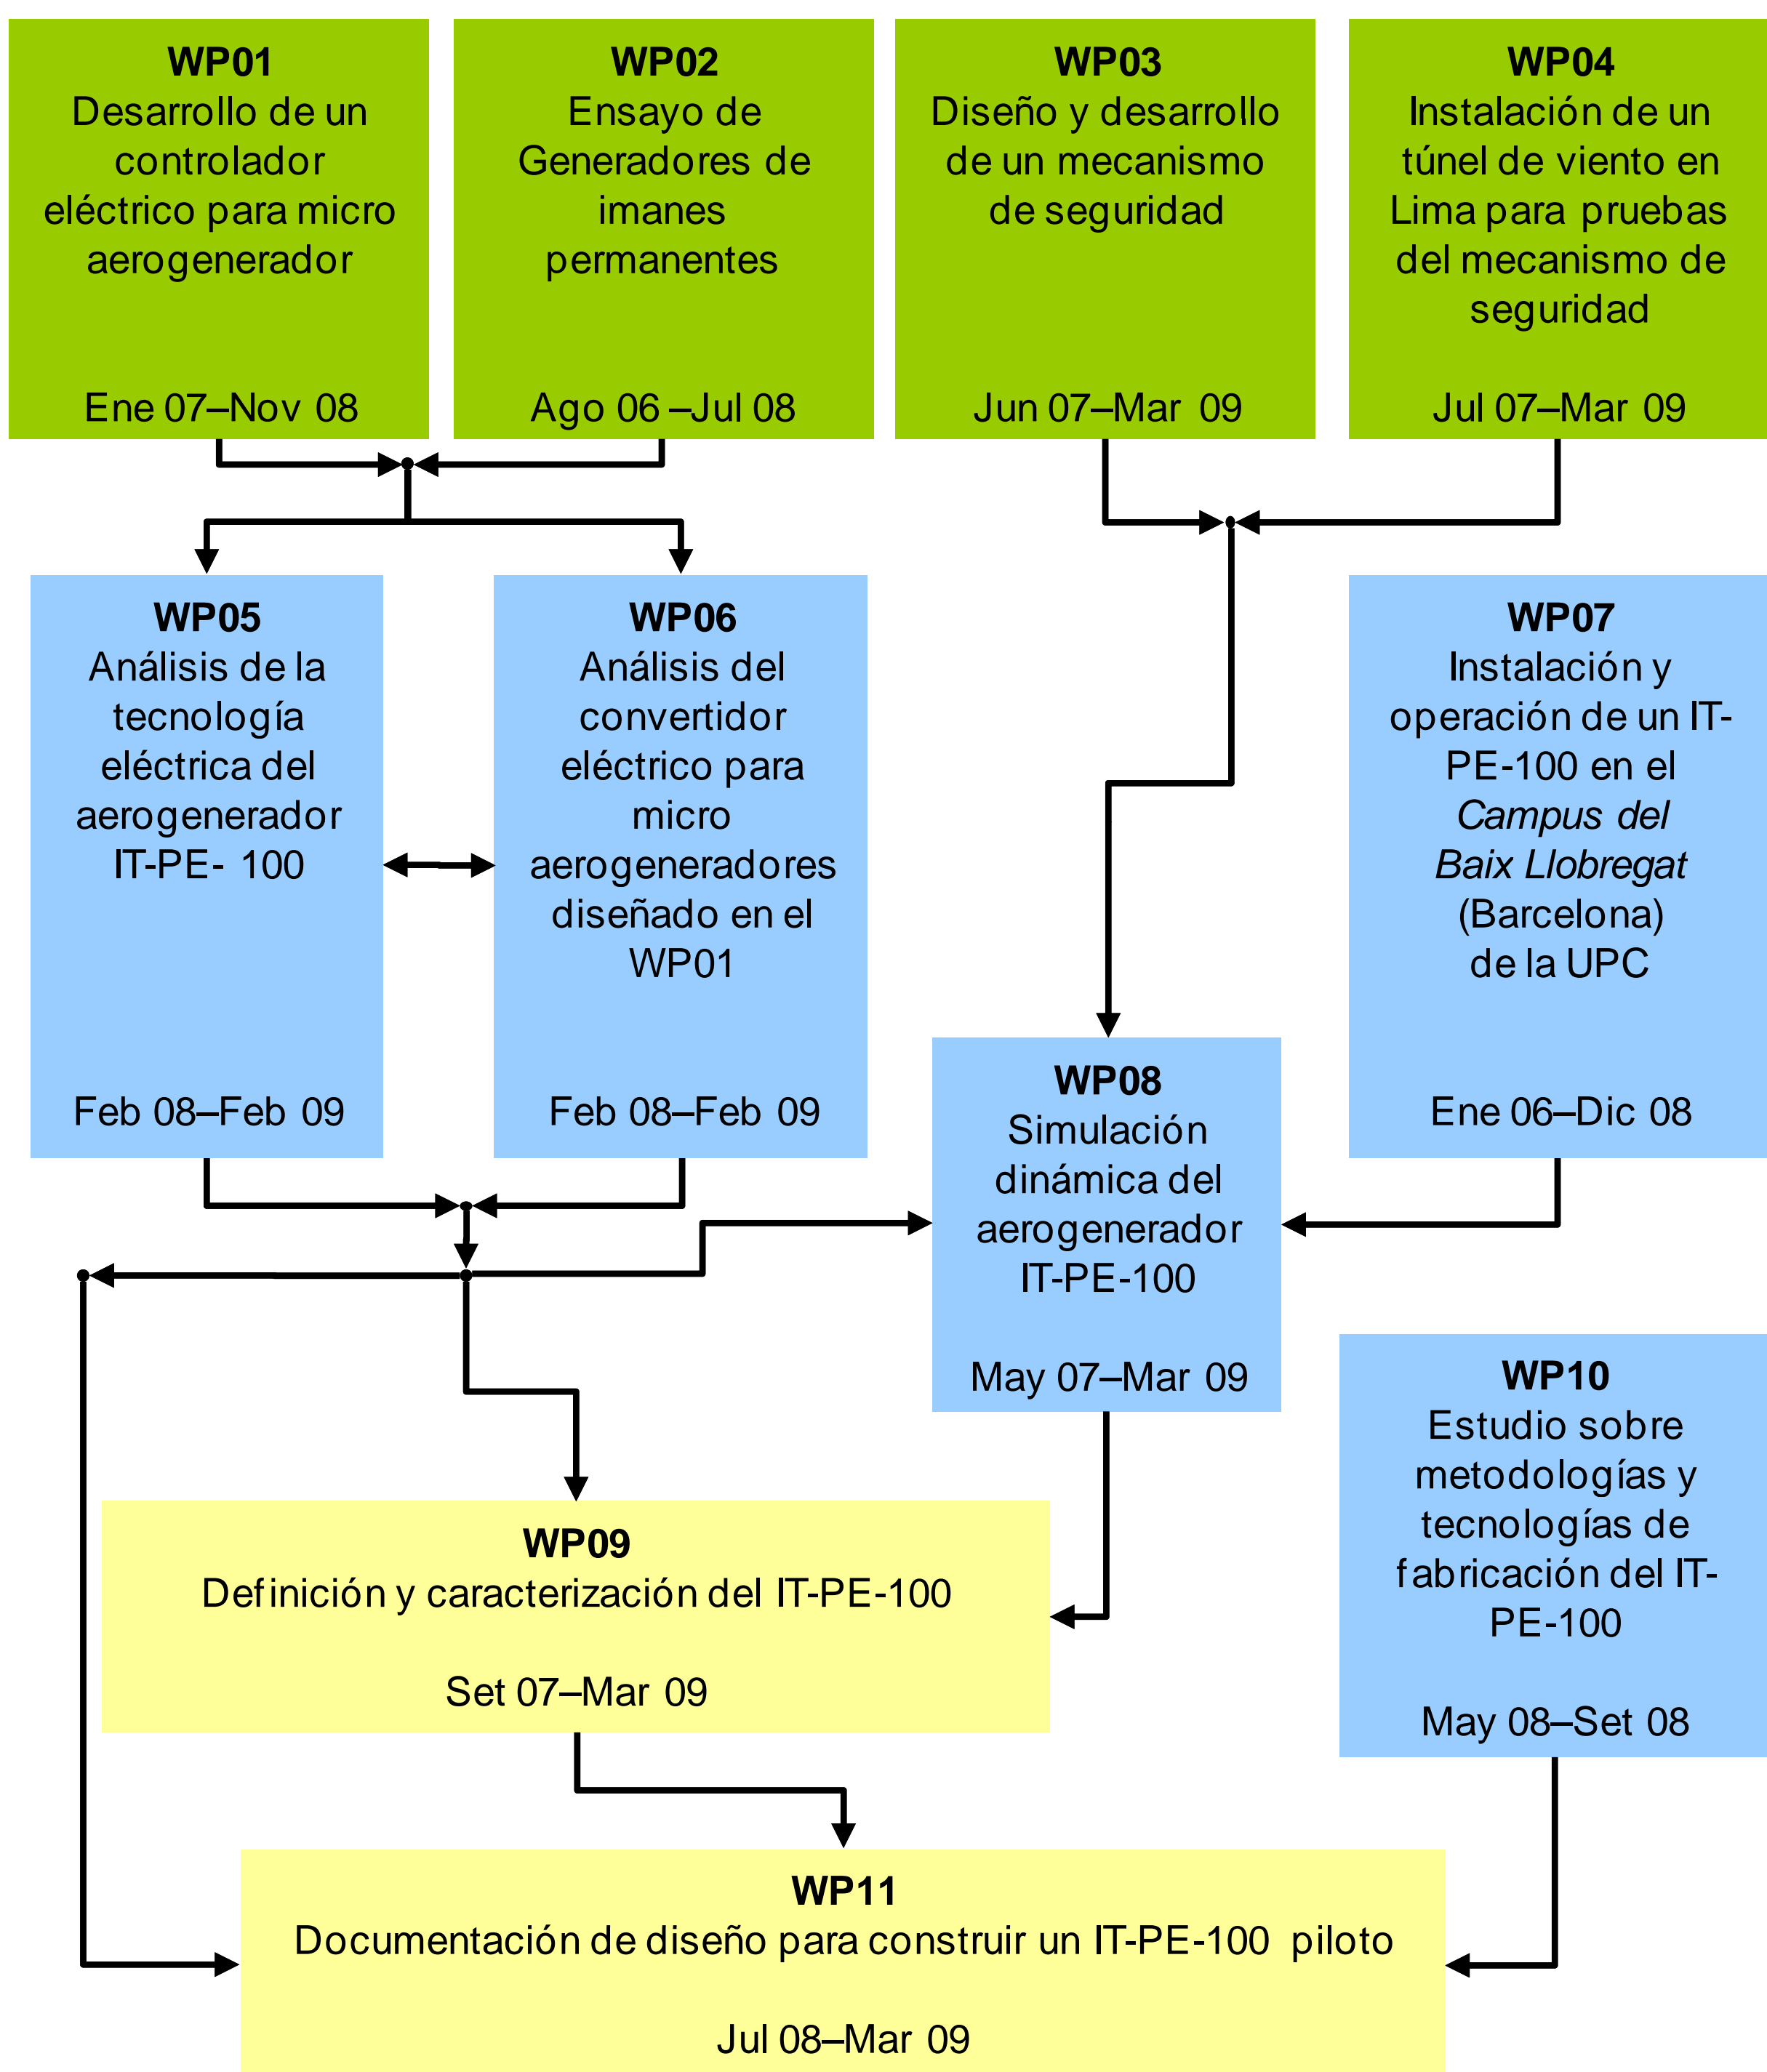 WP01
Desarrollo de un
controlador
eléctrico para micro
aerogenerador
Ene 07–Nov 08
WP02
Ensayo de
Generadores de
imanes
permanentes
Ago 06 –Jul 08
WP03
Diseño y desarrollo
de un mecanismo
de seguridad
Jun 07–Mar 09
WP04
Instalación de un
túnel de viento en
Lima para pruebas
del mecanismo de
seguridad
Jul 07–Mar 09
WP05
Análisis de la
tecnología
eléctrica del
aerogenerador
IT-PE- 100
Feb 08–Feb 09
WP06
Análisis del
convertidor
eléctrico para
micro
aerogeneradores
diseñado en el
WP01
Feb 08–Feb 09
WP07
Instalación y
operación de un IT-
PE-100 en el
Campus del
Baix Llobregat
(Barcelona)
de la UPC
Ene 06–Dic 08
WP08
Simulación
dinámica del
aerogenerador
IT-PE-100
May 07–Mar 09
WP09
Definición y caracterización del IT-PE-100
Set 07–Mar 09
WP10
Estudio sobre
metodologías y
tecnologías de
fabricación del IT-
PE-100
May 08–Set 08
WP11
Documentación de diseño para construir un IT-PE-100 piloto
Jul 08–Mar 09